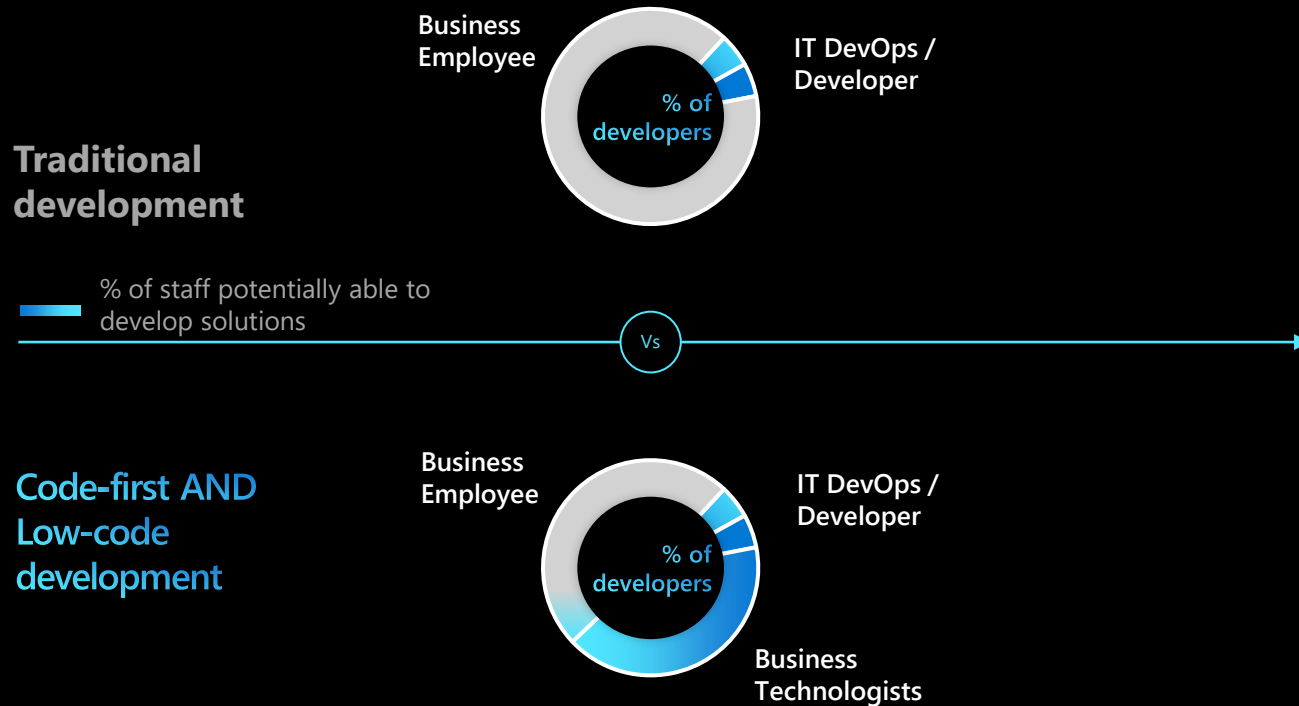 Business
Employee
IT DevOps /
Developer
% of
developers
Traditional
development
% of staff potentially able to
develop solutions
Vs
Code-first AND
Low-code
development
Business
Employee
IT DevOps /
Developer
% of
developers
Business
Technologists